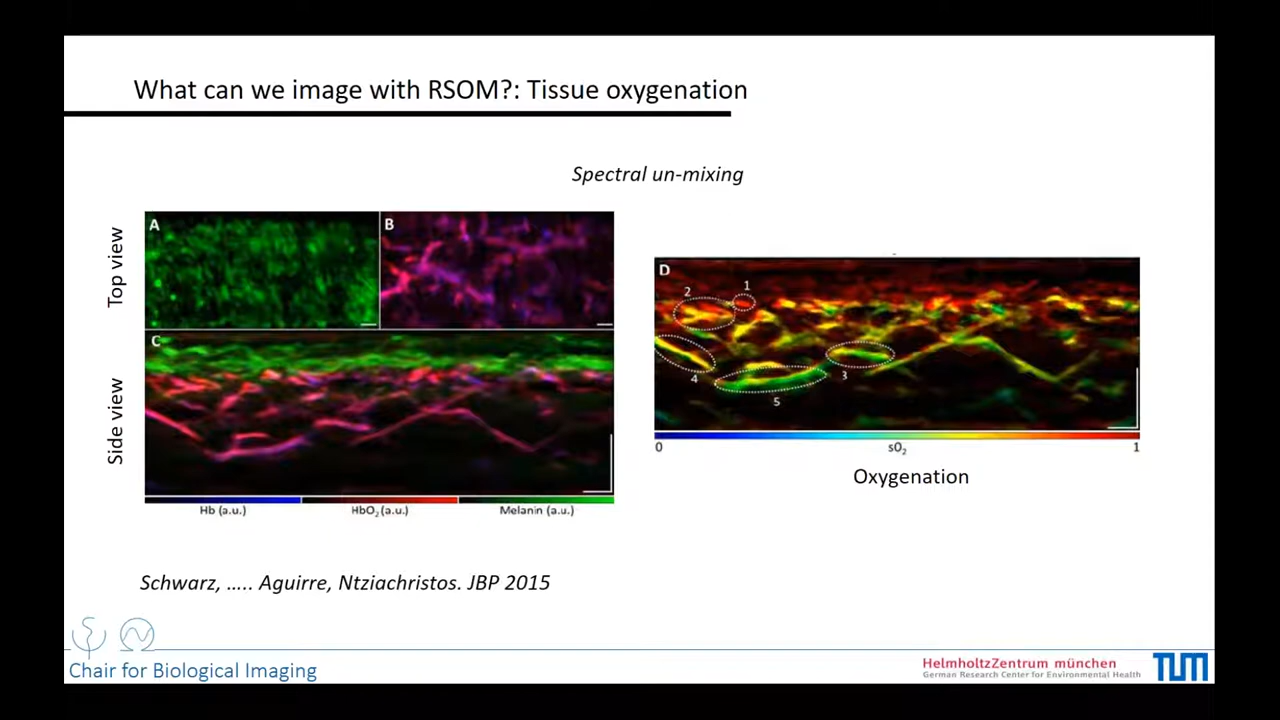 What can we image with RSOM?: Tissue oxygenation
Spectral un-mixing
Top view
Side view
A
B
C
Hb (a.u.)
HbO₂ (a.u.)
Melanin (a.u.)
D
1
2
3
4
5
0
sO₂
1
Oxygenation
Schwarz, ….. Aguirre, Ntziachristos. JBP 2015
Chair for Biological Imaging
HelmholtzZentrum münchen
German Research Center for Environmental Health
TUM